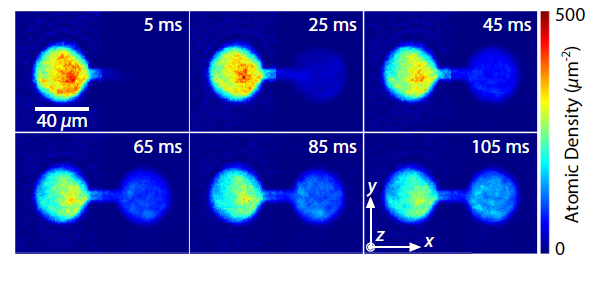 5 ms
25 ms
45 ms
500
40 μm
65 ms
85 ms
105 ms
y
z
x
0
Atomic Density (μm⁻²)